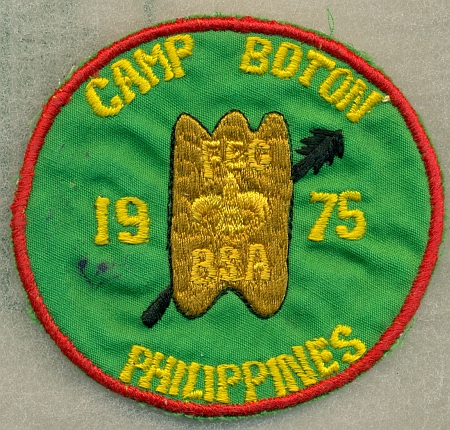 CAMP BOTON
FEC
19 75
BSA
PHILIPPINES